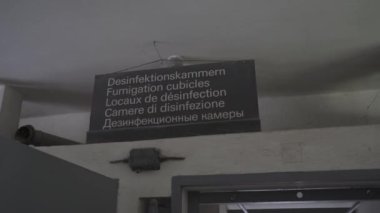 Desinfektionskammern
Fumigation cubicles
Locaux de désinfection
Camere di disinfezione
Дезинфекционные камеры